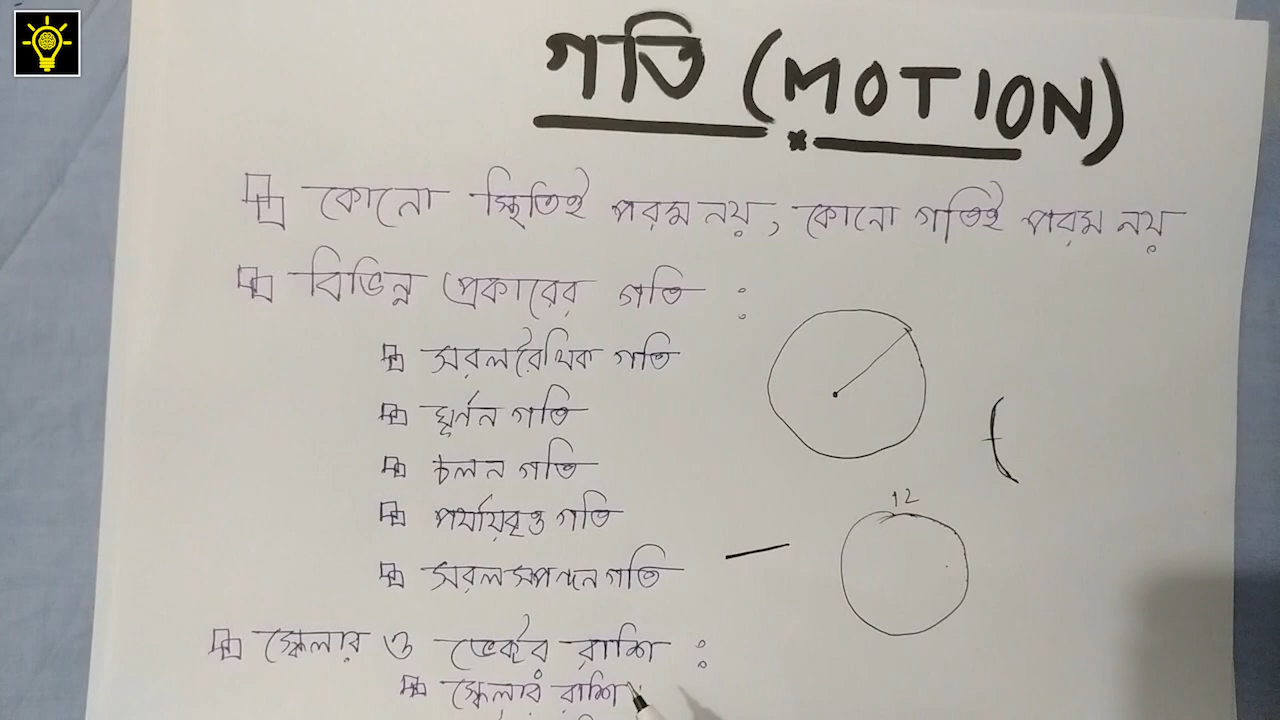 গতি (MOTION)
কোনো স্থিতিই পরম নয়, কোনো গতিই পরম নয়
বিভিন্ন প্রকারের গতি :
সরলরৈখিক গতি
ঘূর্নন গতি
চলন গতি
পর্যায়বৃত্ত গতি
12
সরল স্পন্দন গতি
স্কেলার ও ভেক্টর রাশি :
স্কেলার রাশি